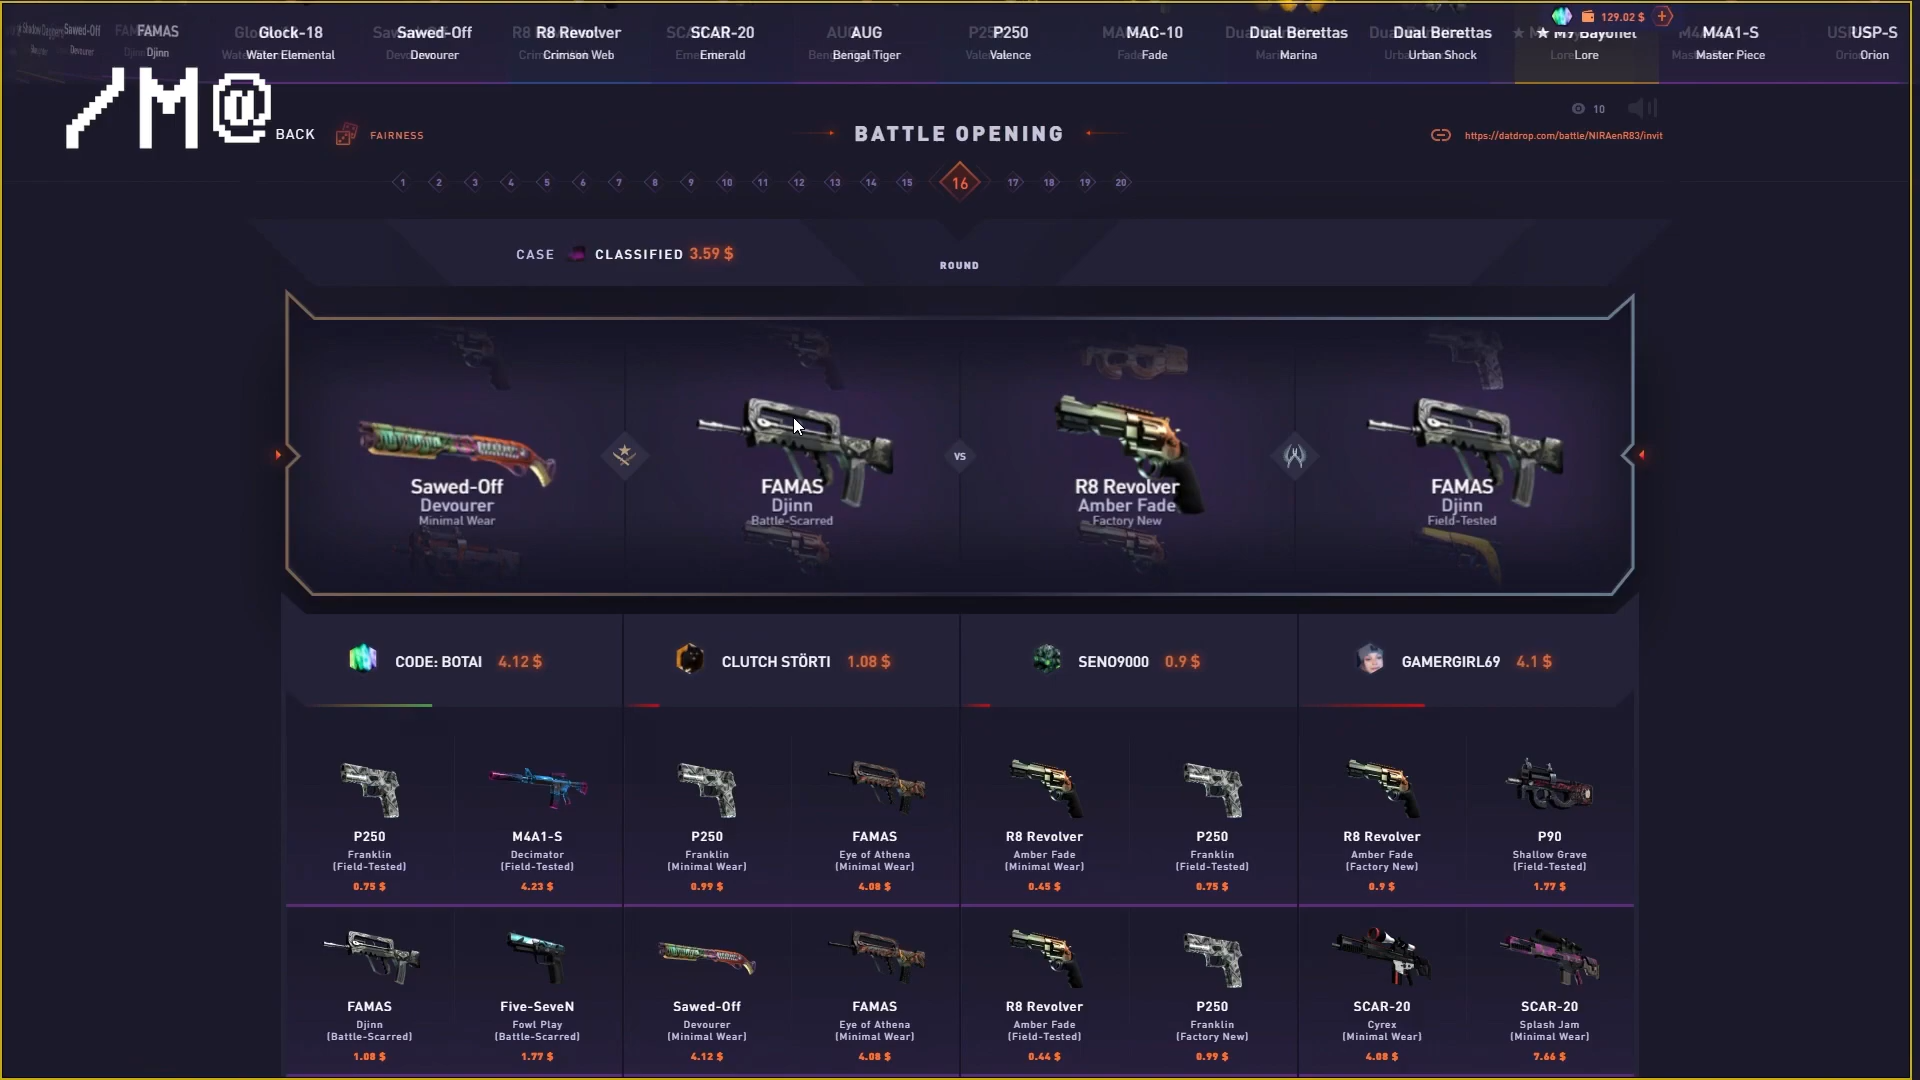 129.02 $
Sawed-Off FAMAS Glock-18 Sawed-Off R8 Revolver SCAR-20 AUG P250 MAC-10 Dual Berettas Dual Berettas ★ M9 Bayonet M4A1-S USP-S
Devourer Djinn Water Elemental Devourer Crimson Web Emerald Bengal Tiger Valence Fade Marina Urban Shock Lore Master Piece Orion
/M@
BACK FAIRNESS
BATTLE OPENING
10
https://datdrop.com/battle/NIRAenR83/invit
1 2 3 4 5 6 7 8 9 10 11 12 13 14 15 16 17 18 19 20
CASE CLASSIFIED 3.59 $
ROUND
VS
Sawed-Off FAMAS R8 Revolver FAMAS
Devourer Djinn Amber Fade Djinn
Minimal Wear Battle-Scarred Factory New Field-Tested
CODE: BOTAI 4.12 $ CLUTCH STÖRTI 1.08 $ SENO9000 0.9 $ GAMERGIRL69 4.1 $
P250 M4A1-S P250 FAMAS R8 Revolver P250 R8 Revolver P90
Franklin Decimator Franklin Eye of Athena Amber Fade Franklin Amber Fade Shallow Grave
(Field-Tested) (Field-Tested) (Minimal Wear) (Minimal Wear) (Minimal Wear) (Field-Tested) (Factory New) (Field-Tested)
0.75 $ 4.23 $ 0.99 $ 4.08 $ 0.45 $ 0.75 $ 0.9 $ 1.77 $
FAMAS Five-SeveN Sawed-Off FAMAS R8 Revolver P250 SCAR-20 SCAR-20
Djinn Fowl Play Devourer Eye of Athena Amber Fade Franklin Cyrex Splash Jam
(Battle-Scarred) (Battle-Scarred) (Minimal Wear) (Minimal Wear) (Field-Tested) (Factory New) (Minimal Wear) (Minimal Wear)
1.08 $ 1.77 $ 4.12 $ 4.08 $ 0.44 $ 0.99 $ 4.08 $ 7.66 $